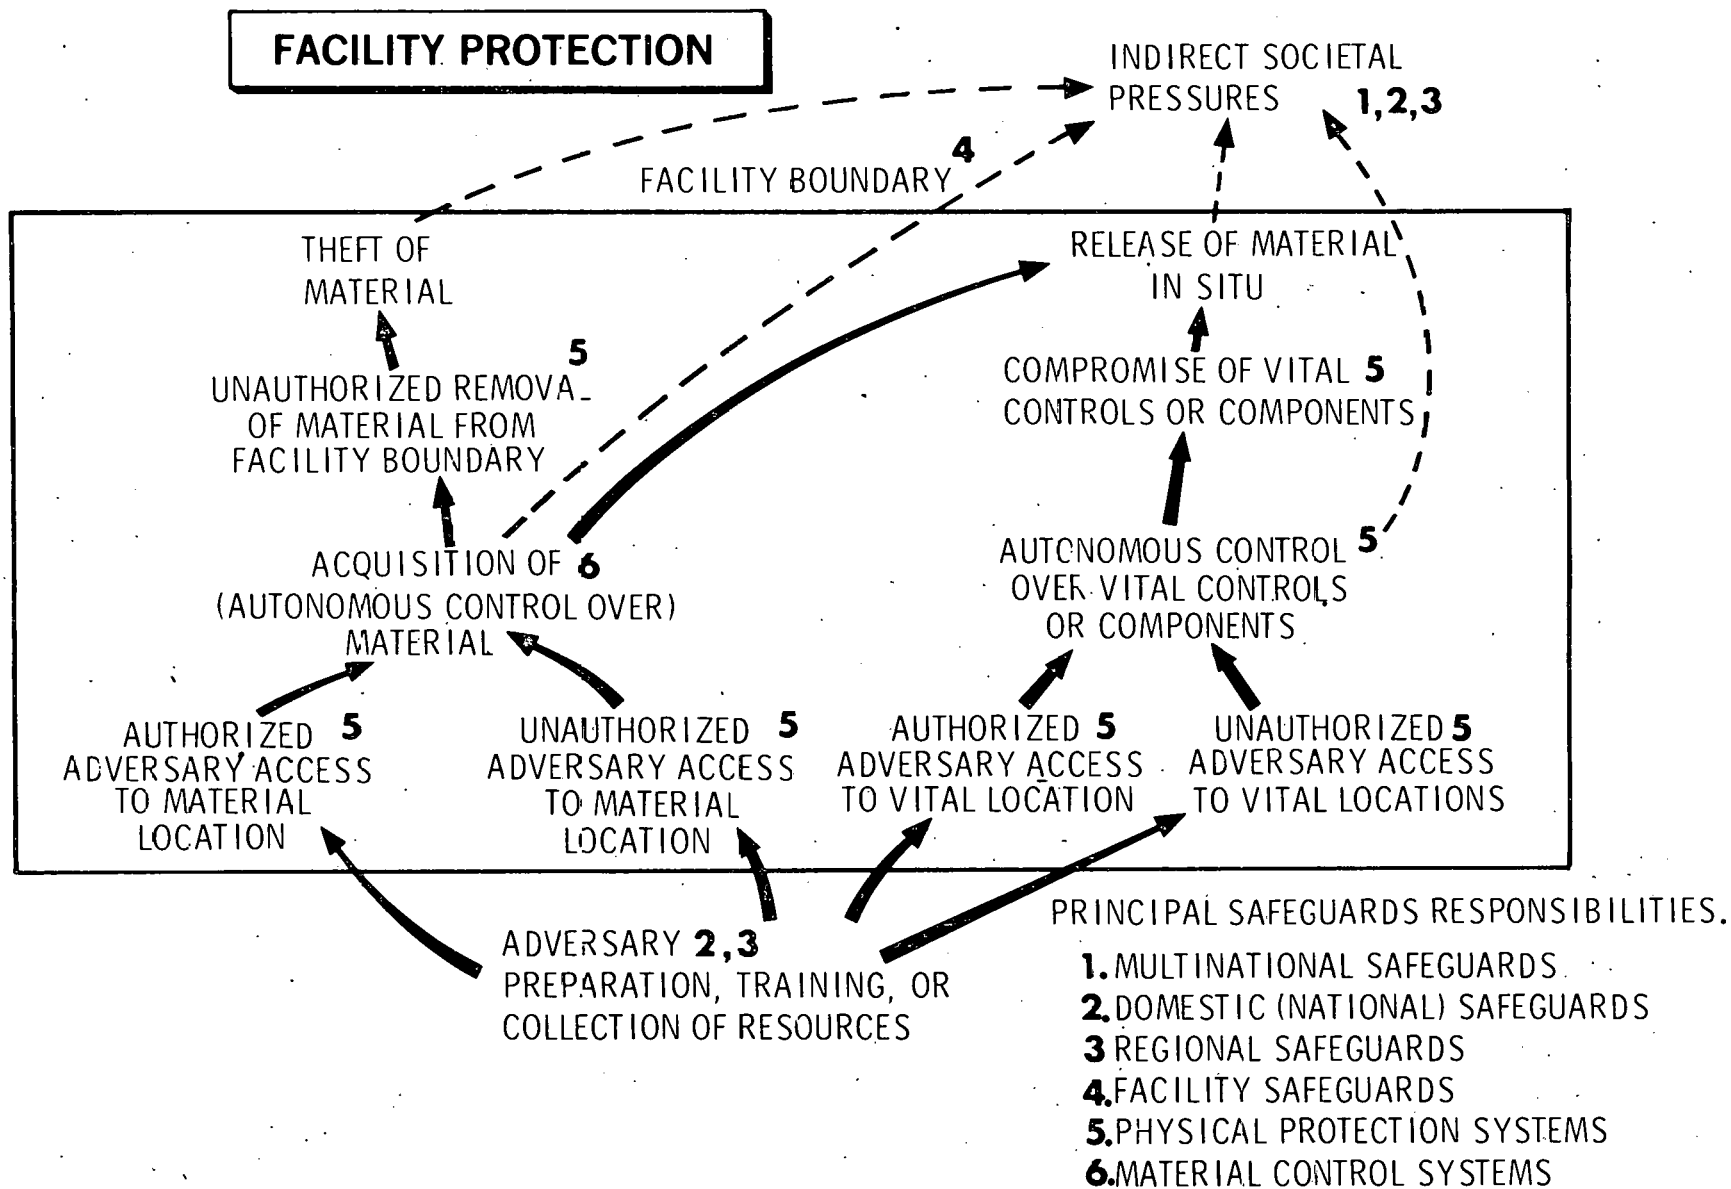 FACILITY PROTECTION
INDIRECT SOCIETAL
PRESSURES 1,2,3
FACILITY BOUNDARY 4
THEFT OF
MATERIAL
RELEASE OF MATERIAL
IN SITU
UNAUTHORIZED REMOVAL 5
OF MATERIAL FROM
FACILITY BOUNDARY
COMPROMISE OF VITAL 5
CONTROLS OR COMPONENTS
ACQUISITION OF 6
(AUTONOMOUS CONTROL OVER)
MATERIAL
AUTONOMOUS CONTROL 5
OVER VITAL CONTROLS
OR COMPONENTS
AUTHORIZED 5
ADVERSARY ACCESS
TO MATERIAL
LOCATION
UNAUTHORIZED 5
ADVERSARY ACCESS
TO MATERIAL
LOCATION
AUTHORIZED 5
ADVERSARY ACCESS
TO VITAL LOCATION
UNAUTHORIZED 5
ADVERSARY ACCESS
TO VITAL LOCATIONS
ADVERSARY 2,3
PREPARATION, TRAINING, OR
COLLECTION OF RESOURCES
PRINCIPAL SAFEGUARDS RESPONSIBILITIES.
1. MULTINATIONAL SAFEGUARDS
2. DOMESTIC (NATIONAL) SAFEGUARDS
3 REGIONAL SAFEGUARDS
4. FACILITY SAFEGUARDS
5. PHYSICAL PROTECTION SYSTEMS
6. MATERIAL CONTROL SYSTEMS